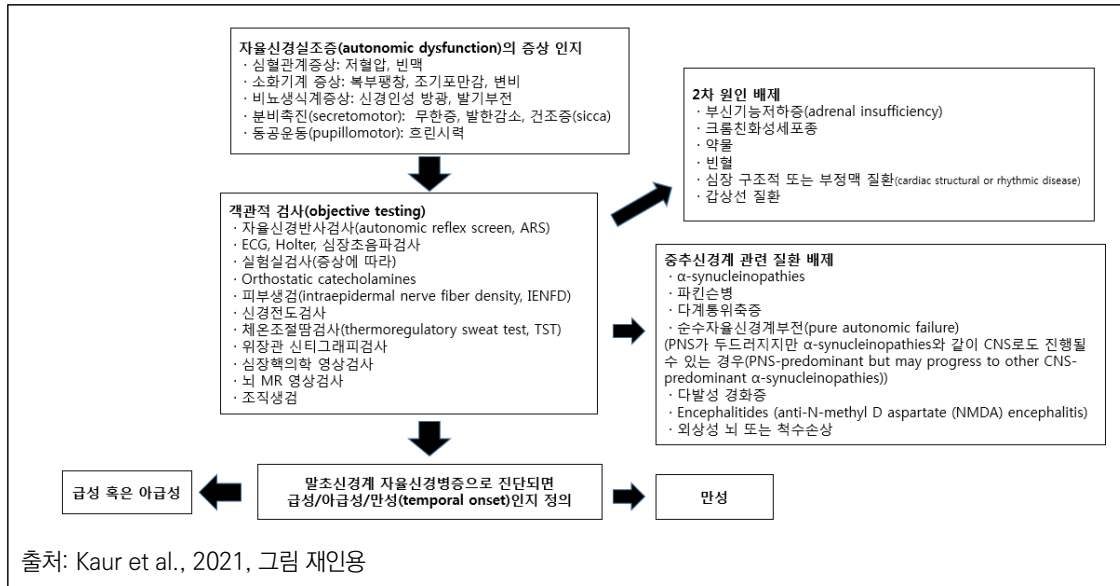 자율신경실조증(autonomic dysfunction)의 증상 인지
· 심혈관계증상: 저혈압, 빈맥
· 소화기계 증상: 복부팽창, 조기포만감, 변비
· 비뇨생식계증상: 신경인성 방광, 발기부전
· 분비촉진(secretomotor): 무한증, 발한감소, 건조증(sicca)
· 동공운동(pupillomotor): 흐린시력
2차 원인 배제
· 부신기능저하증(adrenal insufficiency)
· 크롬친화성세포종
· 약물
· 빈혈
· 심장 구조적 또는 부정맥 질환(cardiac structural or rhythmic disease)
· 갑상선 질환
객관적 검사(objective testing)
· 자율신경반사검사(autonomic reflex screen, ARS)
· ECG, Holter, 심장초음파검사
· 실험실검사(증상에 따라)
· Orthostatic catecholamines
· 피부생검(intraepidermal nerve fiber density, IENFD)
· 신경전도검사
· 체온조절땀검사(thermoregulatory sweat test, TST)
· 위장관 신티그래피검사
· 심장핵의학 영상검사
· 뇌 MR 영상검사
· 조직생검
중추신경계 관련 질환 배제
· α-synucleinopathies
· 파킨슨병
· 다계통위축증
· 순수자율신경계부전(pure autonomic failure)
(PNS가 두드러지지만 α-synucleinopathies와 같이 CNS로도 진행될
수 있는 경우(PNS-predominant but may progress to other CNS-
predominant α-synucleinopathies))
· 다발성 경화증
· Encephalitides (anti-N-methyl D aspartate (NMDA) encephalitis)
· 외상성 뇌 또는 척수손상
급성 혹은 아급성
말초신경계 자율신경병증으로 진단되면
급성/아급성/만성(temporal onset)인지 정의
만성
출처: Kaur et al., 2021, 그림 재인용